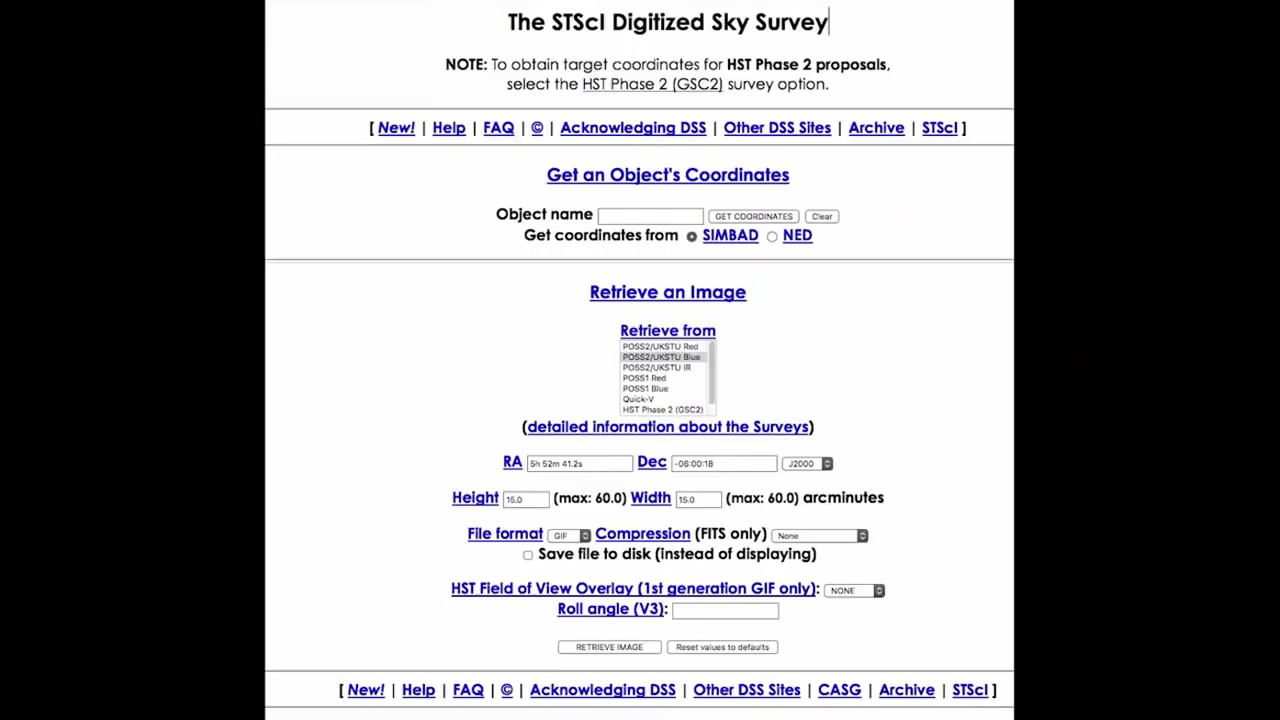 The STScI Digitized Sky Survey
NOTE: To obtain target coordinates for HST Phase 2 proposals,
select the HST Phase 2 (GSC2) survey option.
[ New! | Help | FAQ | © | Acknowledging DSS | Other DSS Sites | Archive | STScI ]
Get an Object's Coordinates
Object name GET COORDINATES Clear
Get coordinates from SIMBAD NED
Retrieve an Image
Retrieve from
POSS2/UKSTU Red
POSS2/UKSTU Blue
POSS2/UKSTU IR
POSS1 Red
POSS1 Blue
Quick-V
HST Phase 2 (GSC2)
(detailed information about the Surveys)
RA 5h 52m 41.2s Dec -06:00:18 J2000
Height 15.0 (max: 60.0) Width 15.0 (max: 60.0) arcminutes
File format GIF Compression (FITS only) None
Save file to disk (instead of displaying)
HST Field of View Overlay (1st generation GIF only): NONE
Roll angle (V3):
RETRIEVE IMAGE Reset values to defaults
[ New! | Help | FAQ | © | Acknowledging DSS | Other DSS Sites | CASG | Archive | STScI ]